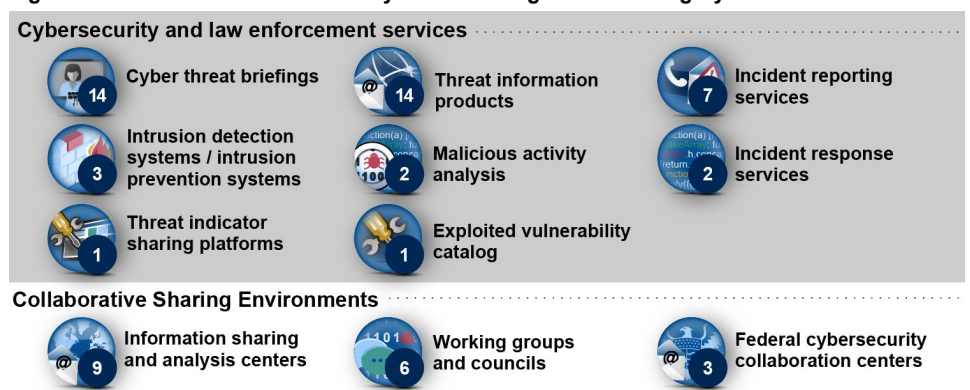 Cybersecurity and law enforcement services
14
Cyber threat briefings
@
14
Threat information
products
7
Incident reporting
services
3
Intrusion detection
systems / intrusion
prevention systems
100
2
Malicious activity
analysis
2
Incident response
services
1
Threat indicator
sharing platforms
1
Exploited vulnerability
catalog
Collaborative Sharing Environments
@
9
Information sharing
and analysis centers
1101
6
Working groups
and councils
@
3
Federal cybersecurity
collaboration centers